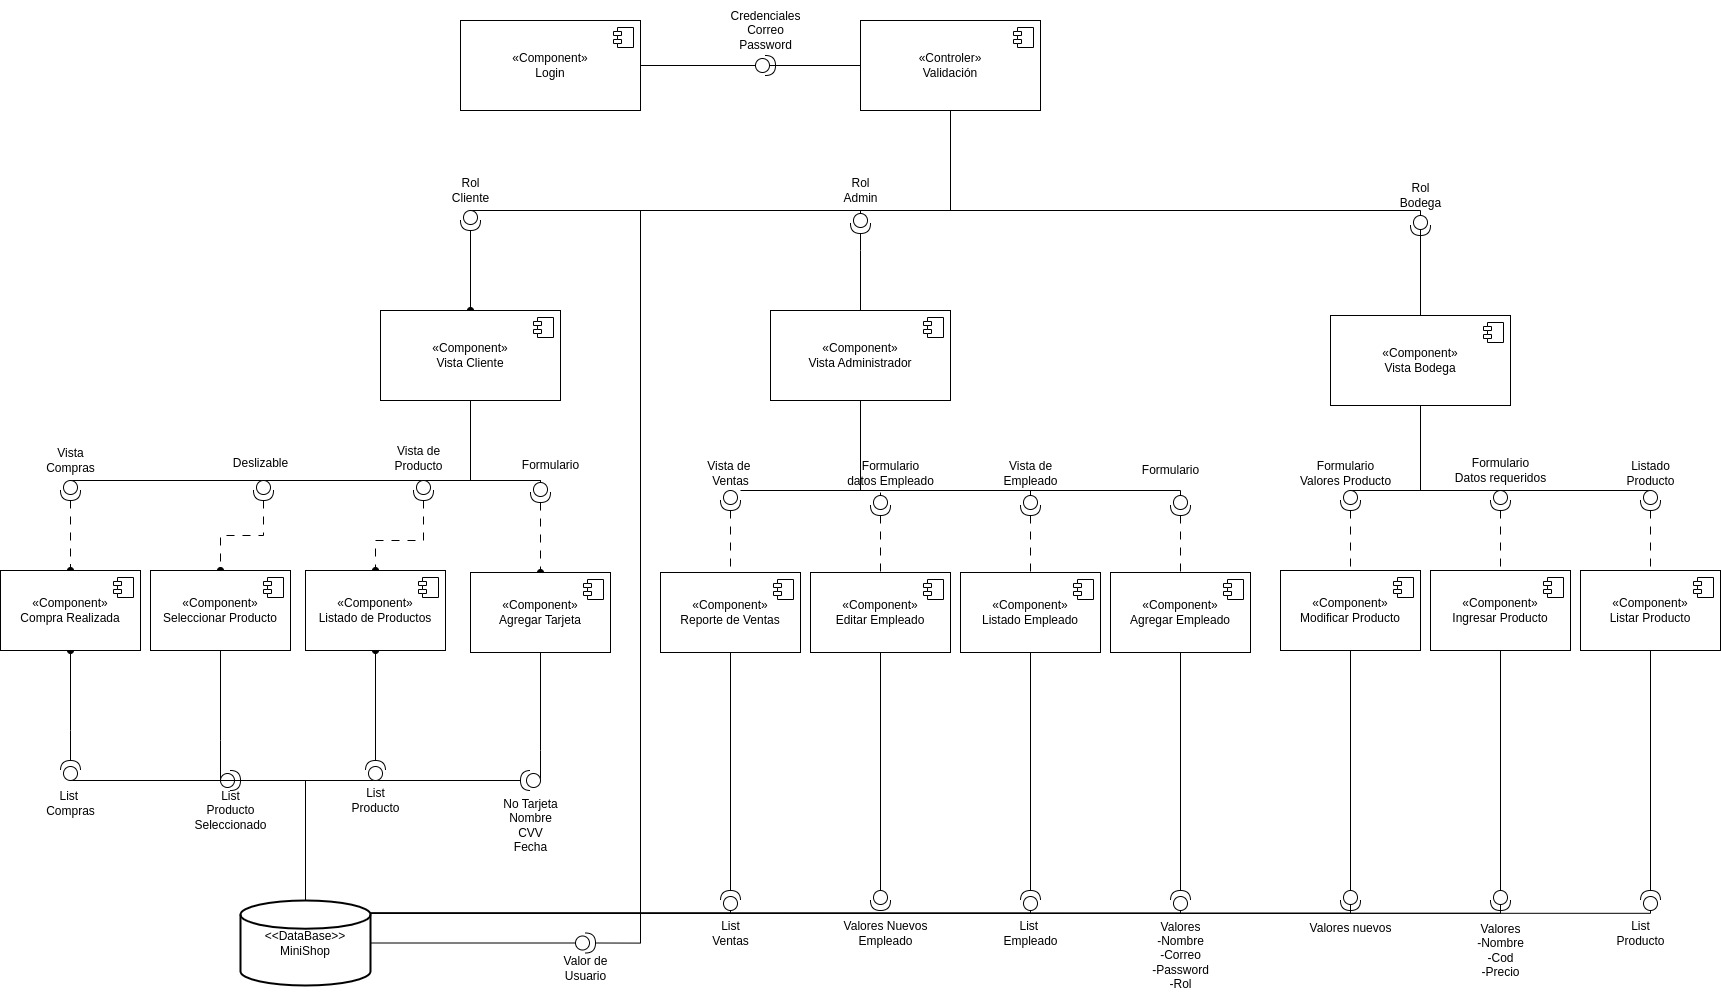 Credenciales
Correo
Password
«Component»
Login
«Controler»
Validación
Rol
Cliente
Rol
Admin
Rol
Bodega
«Component»
Vista Cliente
«Component»
Vista Administrador
«Component»
Vista Bodega
Vista
Compras
Deslizable
Vista de
Producto
Formulario
Vista de
Ventas
Formulario
datos Empleado
Vista de
Empleado
Formulario
Formulario
Valores Producto
Formulario
Datos requeridos
Listado
Producto
«Component»
Compra Realizada
«Component»
Seleccionar Producto
«Component»
Listado de Productos
«Component»
Agregar Tarjeta
«Component»
Reporte de Ventas
«Component»
Editar Empleado
«Component»
Listado Empleado
«Component»
Agregar Empleado
«Component»
Modificar Producto
«Component»
Ingresar Producto
«Component»
Listar Producto
List
Compras
List
Producto
Seleccionado
List
Producto
No Tarjeta
Nombre
CVV
Fecha
<<DataBase>>
MiniShop
Valor de
Usuario
List
Ventas
Valores Nuevos
Empleado
List
Empleado
Valores
-Nombre
-Correo
-Password
-Rol
Valores nuevos
Valores
-Nombre
-Cod
-Precio
List
Producto